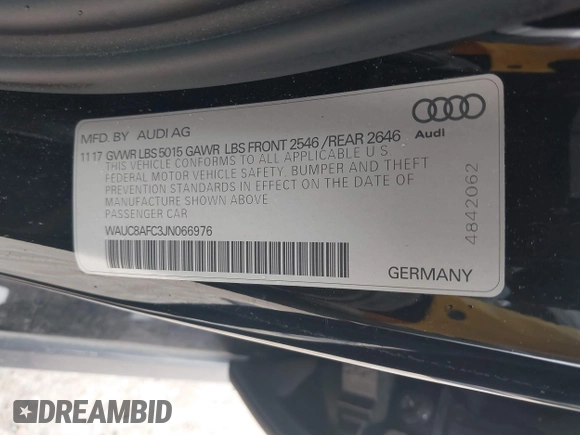 MFD. BY AUDI AG
11 17 GVWR LBS 5015 GAWR LBS FRONT 2546 / REAR 2646
THIS VEHICLE CONFORMS TO ALL APPLICABLE U S
FEDERAL MOTOR VEHICLE SAFETY, BUMPER AND THEFT
PREVENTION STANDARDS IN EFFECT ON THE DATE OF
MANUFACTURE SHOWN ABOVE
PASSENGER CAR
WAUC8AFC3JN066976
GERMANY
Audi
4842062
DREAMBID